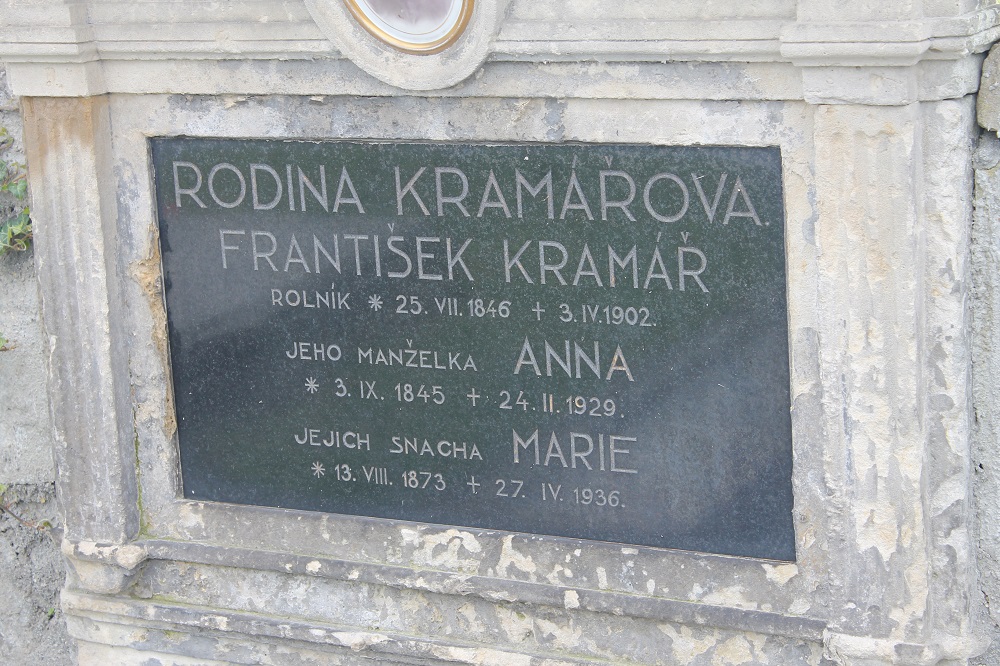 RODINA KRAMÁŘOVA.
FRANTIŠEK KRAMÁŘ
ROLNÍK * 25. VII. 1846 + 3. IV. 1902.
JEHO MANŽELKA ANNA
* 3. IX. 1845 + 24. II. 1929.
JEJICH SNACHA MARIE
* 13. VIII. 1873 + 27. IV. 1936.